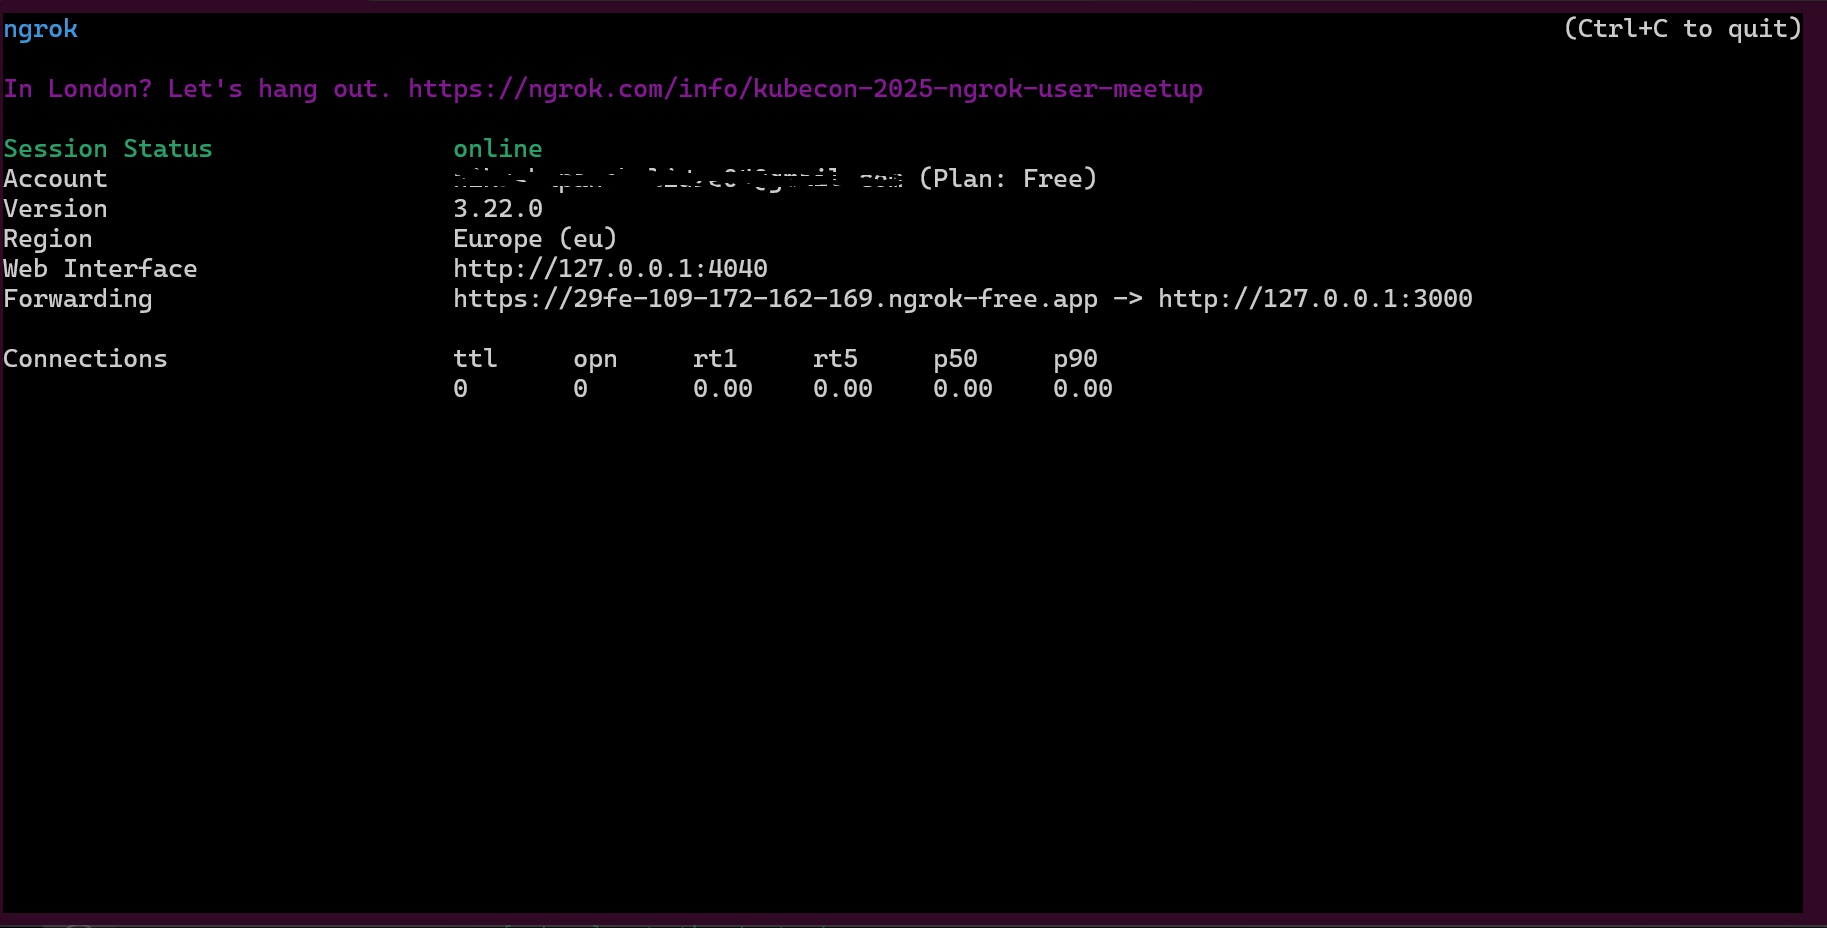 ngrok (Ctrl+C to quit)
In London? Let's hang out. https://ngrok.com/info/kubecon-2025-ngrok-user-meetup
Session Status online
Account (Plan: Free)
Version 3.22.0
Region Europe (eu)
Web Interface http://127.0.0.1:4040
Forwarding https://29fe-109-172-162-169.ngrok-free.app -> http://127.0.0.1:3000
Connections ttl opn rt1 rt5 p50 p90
0 0 0.00 0.00 0.00 0.00